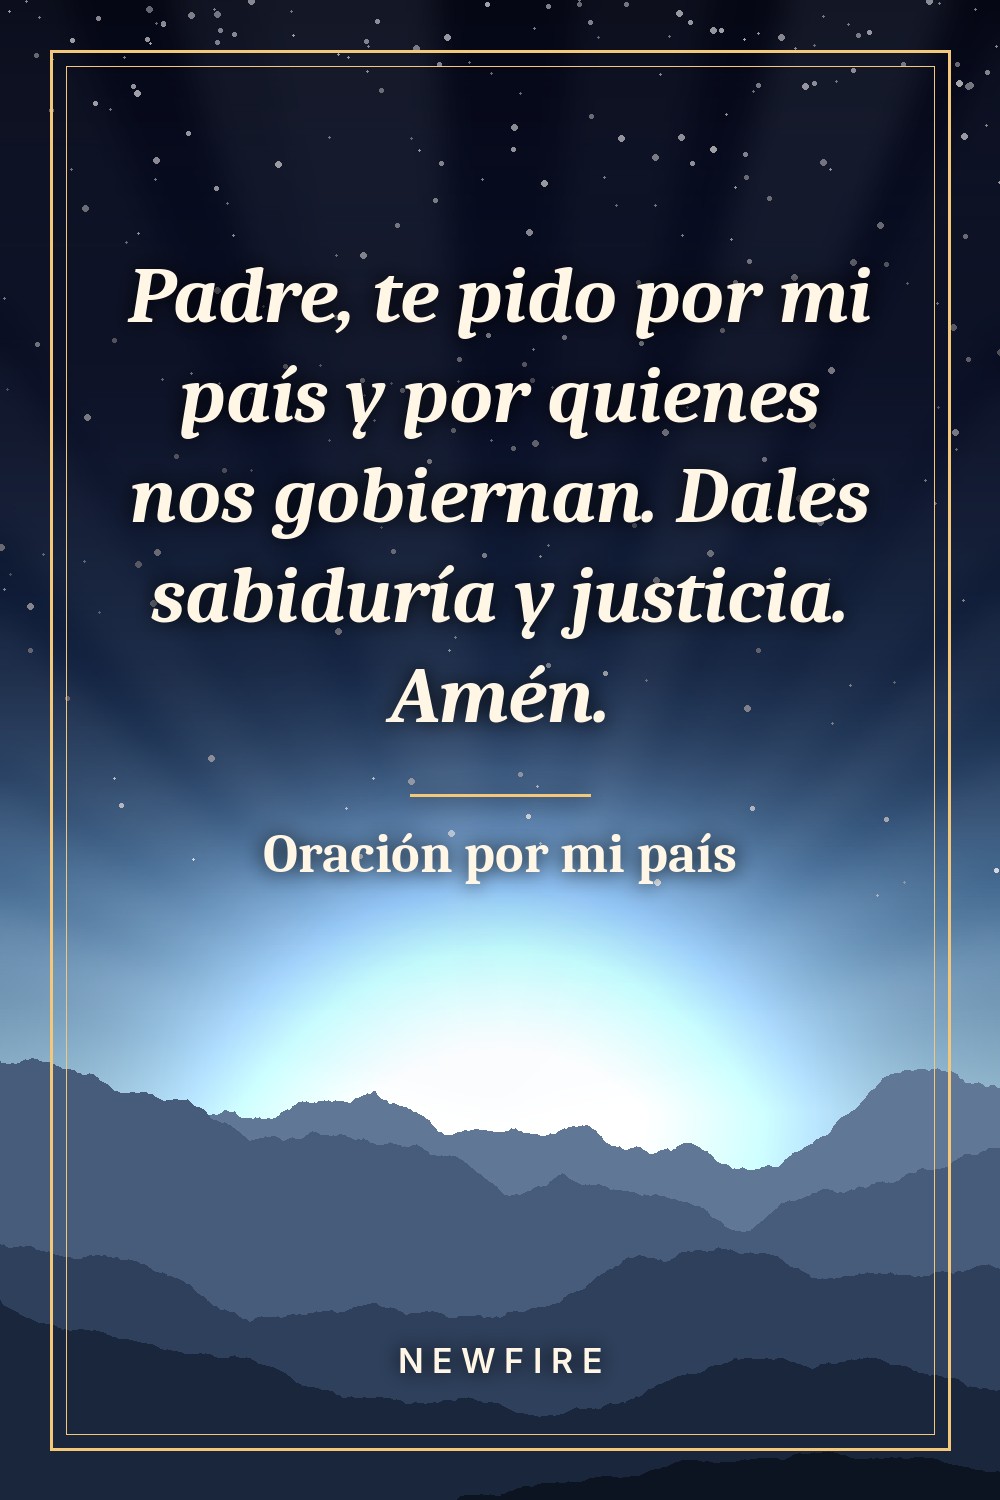 Padre, te pido por mi
país y por quienes
nos gobiernan. Dales
sabiduría y justicia.
Amén.
Oración por mi país
NEWFIRE